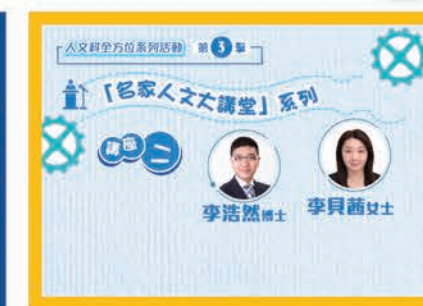 人文科全方位系列活動 第3擊
「名家人文大講堂」系列
講座二
李浩然博士
李貝茜女士